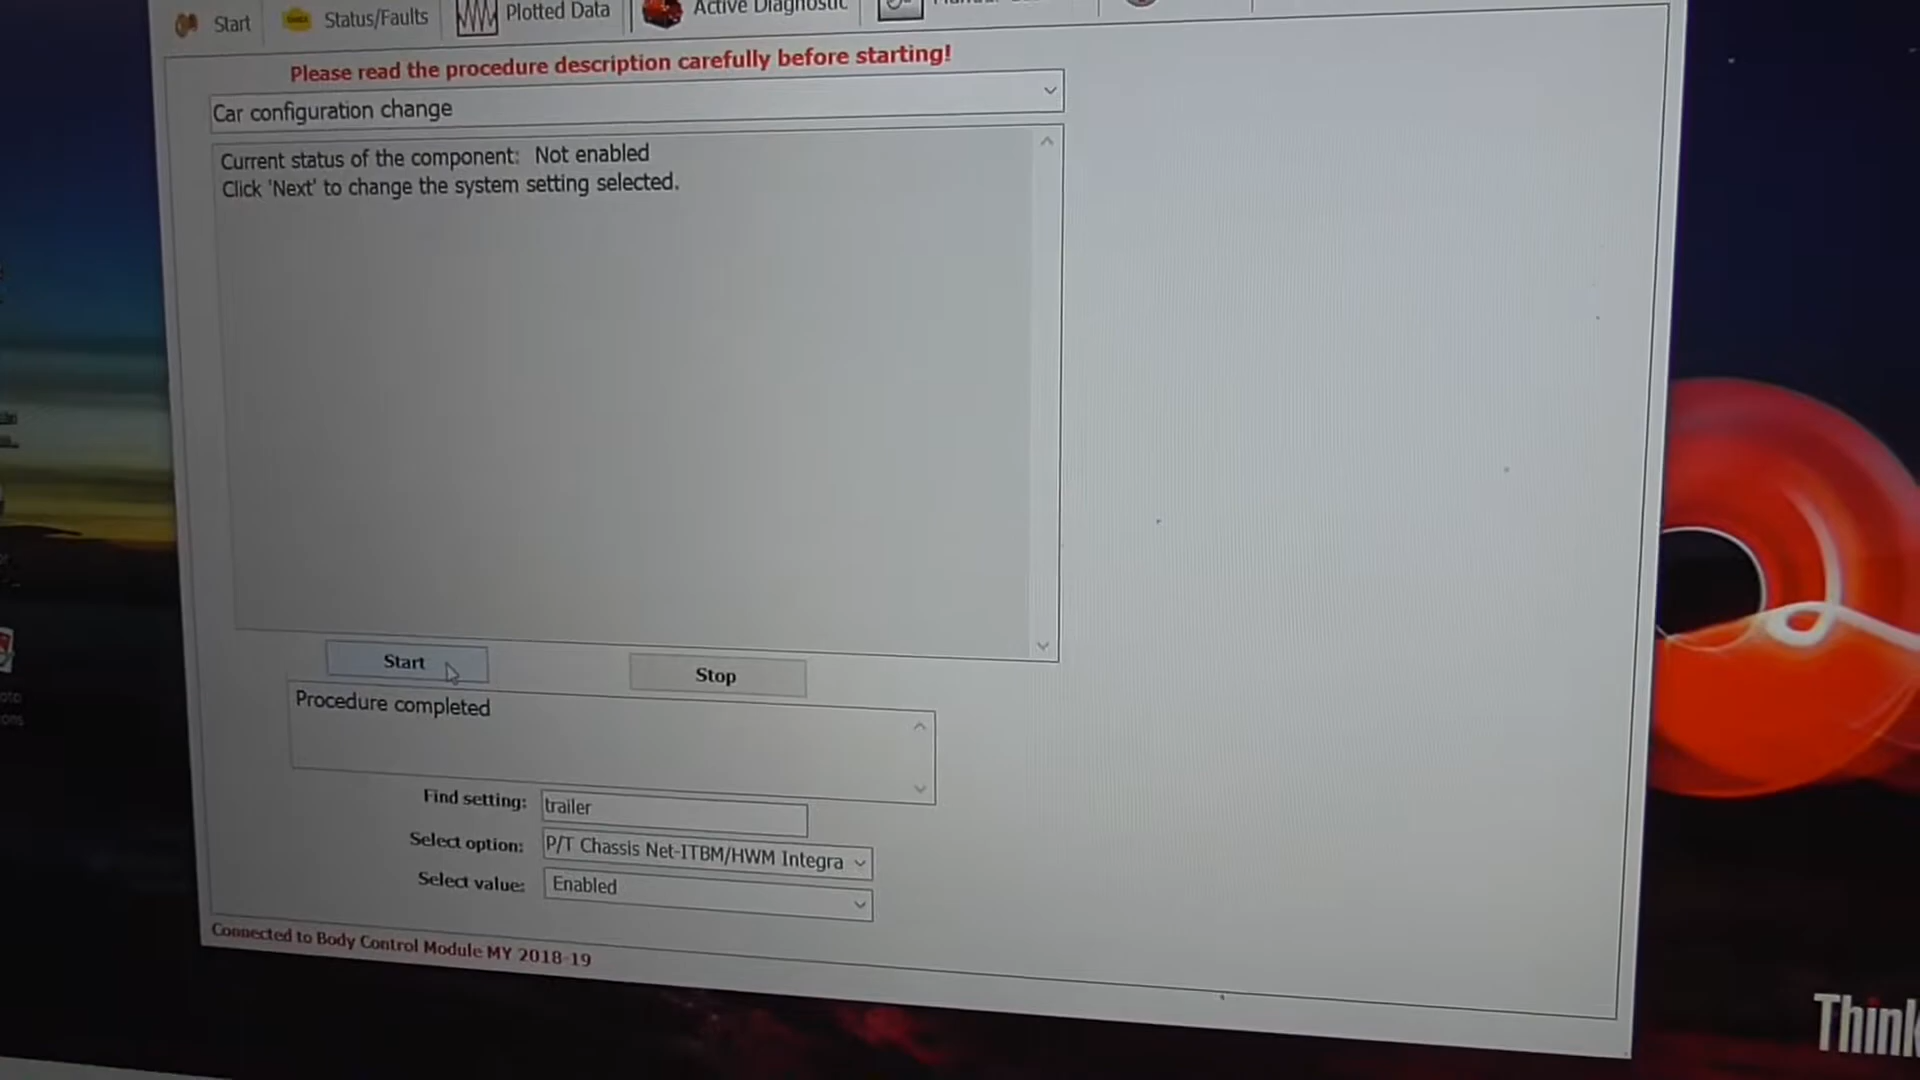 Start
Status/Faults
Plotted Data
Active Diagnostic
Please read the procedure description carefully before starting!
Car configuration change
Current status of the component: Not enabled
Click 'Next' to change the system setting selected.
Start
Stop
Procedure completed
Find setting: trailer
Select option: P/T Chassis Net-ITBM/HWM Integra
Select value: Enabled
Connected to Body Control Module MY 2018-19
Think